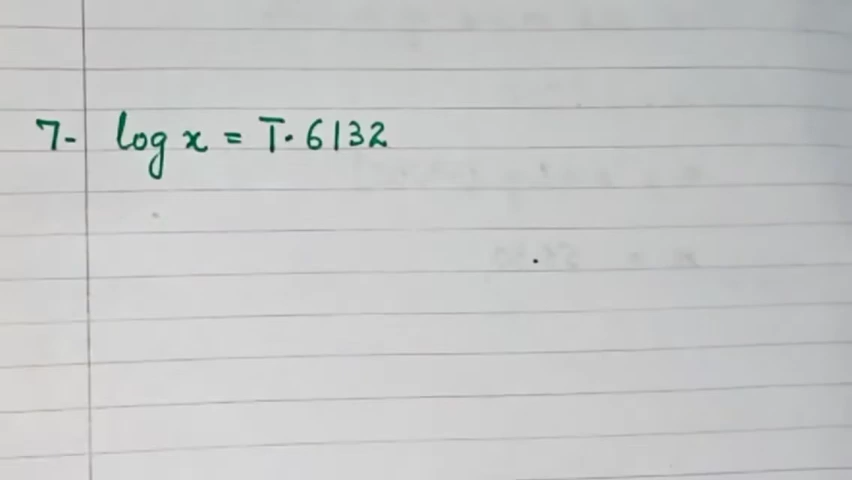 7- log x = 1̅.6132